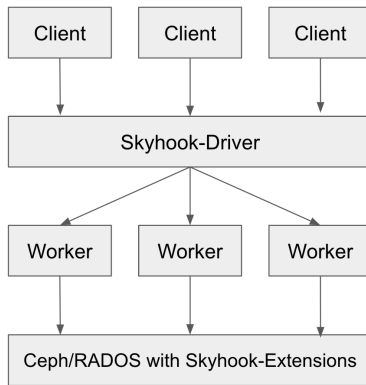 Client Client Client
Skyhook-Driver
Worker Worker Worker
Ceph/RADOS with Skyhook-Extensions